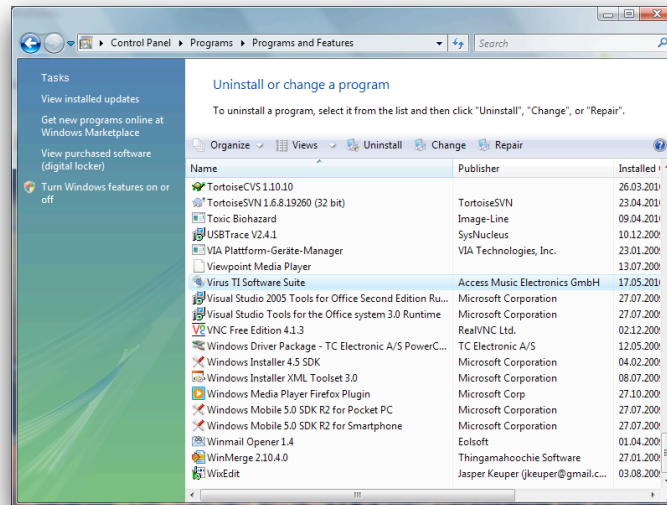 Control Panel ▸ Programs ▸ Programs and Features
Search
Tasks
View installed updates
Get new programs online at
Windows Marketplace
View purchased software
(digital locker)
Turn Windows features on or
off
Uninstall or change a program
To uninstall a program, select it from the list and then click "Uninstall", "Change", or "Repair".
Organize Views Uninstall Change Repair
Name Publisher Installed
TortoiseCVS 1.10.10 26.03.201
TortoiseSVN 1.6.8.19260 (32 bit) TortoiseSVN 23.04.201
Toxic Biohazard Image-Line 09.04.201
USBTrace V2.4.1 SysNucleus 10.12.200
VIA Plattform-Geräte-Manager VIA Technologies, Inc. 23.01.200
Viewpoint Media Player 13.07.200
Virus TI Software Suite Access Music Electronics GmbH 17.05.201
Visual Studio 2005 Tools for Office Second Edition Ru... Microsoft Corporation 27.07.200
Visual Studio Tools for the Office system 3.0 Runtime Microsoft Corporation 27.07.200
VNC Free Edition 4.1.3 RealVNC Ltd. 02.12.200
Windows Driver Package - TC Electronic A/S PowerC... TC Electronic A/S 12.05.200
Windows Installer 4.5 SDK Microsoft Corporation 04.02.200
Windows Installer XML Toolset 3.0 Microsoft Corporation 08.07.200
Windows Media Player Firefox Plugin Microsoft Corp 27.10.200
Windows Mobile 5.0 SDK R2 for Pocket PC Microsoft Corporation 27.07.200
Windows Mobile 5.0 SDK R2 for Smartphone Microsoft Corporation 27.07.200
Winmail Opener 1.4 Eolsoft 01.04.200
WinMerge 2.10.4.0 Thingamahoochie Software 27.01.200
WixEdit Jasper Keuper (jkeuper@gmail.c... 03.08.200